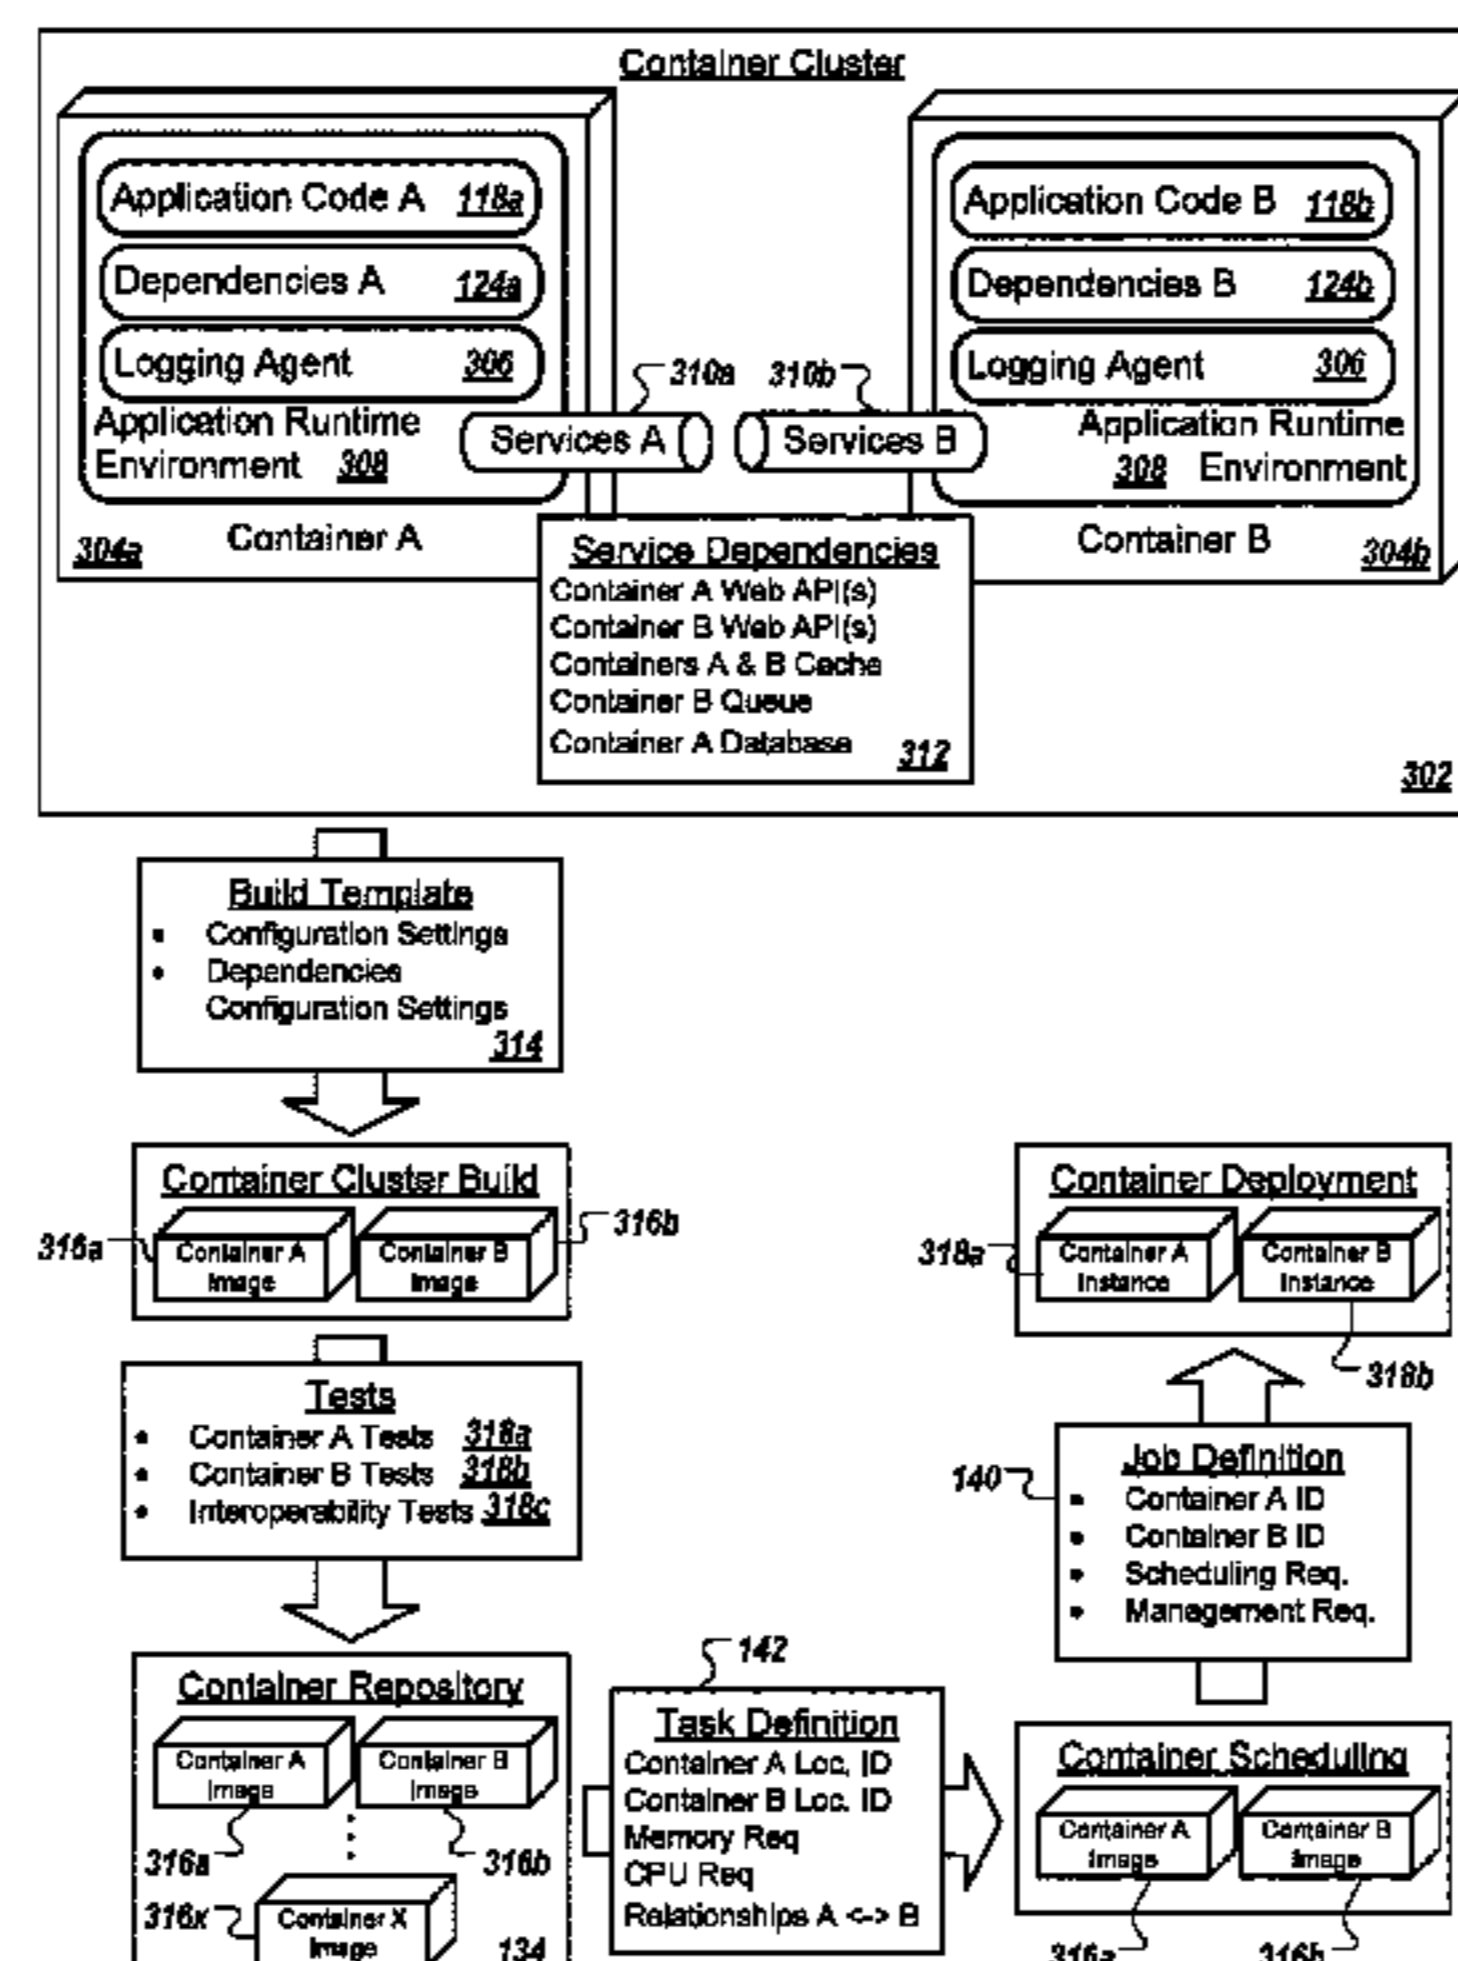 Container Cluster
Application Code A 118a
Dependencies A 124a
Logging Agent 306
Application Runtime
Environment 308
Container A
304a
Services A
310a
310b
Services B
Application Code B 118b
Dependencies B 124b
Logging Agent 306
Application Runtime
308 Environment
Container B
304b
Service Dependencies
Container A Web API(s)
Container B Web API(s)
Containers A & B Cache
Container B Queue
Container A Database 312
302
Build Template
• Configuration Settings
• Dependencies
Configuration Settings
314
Container Cluster Build
316a
Container A
Image
Container B
Image
316b
Tests
• Container A Tests 318a
• Container B Tests 318b
• Interoperability Tests 318c
Container Repository
Container A
Image
Container B
Image
316a
316b
316x
Container X
Image
134
142
Task Definition
Container A Loc. ID
Container B Loc. ID
Memory Req
CPU Req
Relationships A <-> B
Container Scheduling
Container A
Image
Container B
Image
316a
316b
140
Job Definition
• Container A ID
• Container B ID
• Scheduling Req.
• Management Req.
Container Deployment
318a
Container A
Instance
Container B
Instance
318b